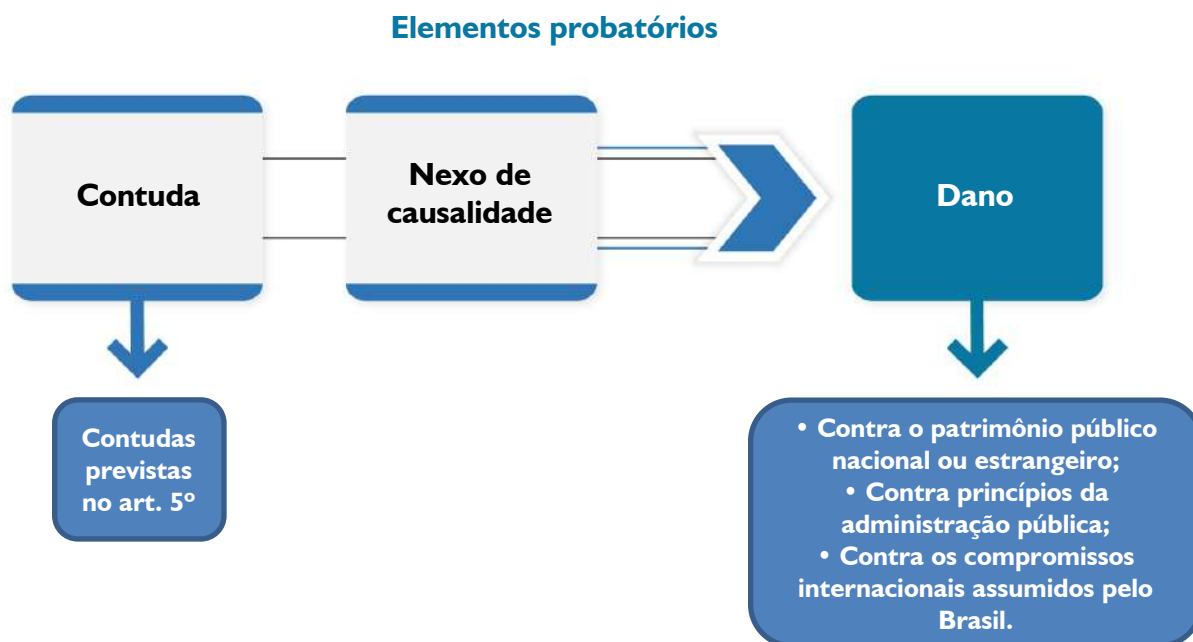 Elementos probatórios
Contuda
Nexo de
causalidade
Dano
Contudas
previstas
no art. 5º
• Contra o patrimônio público
nacional ou estrangeiro;
• Contra princípios da
administração pública;
• Contra os compromissos
internacionais assumidos pelo
Brasil.